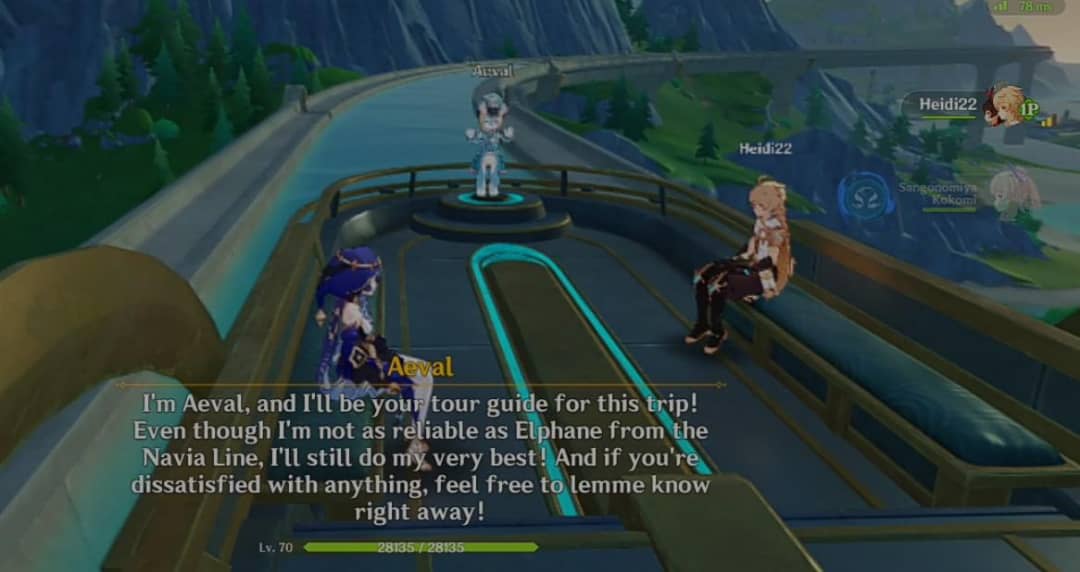 78 ms
Aeval
Heidi22
1P
Heidi22
Sangonomiya
Kokomi
Aeval
I'm Aeval, and I'll be your tour guide for this trip!
Even though I'm not as reliable as Elphane from the
Navia Line, I'll still do my very best! And if you're
dissatisfied with anything, feel free to lemme know
right away!
Lv. 70
28135 / 28135